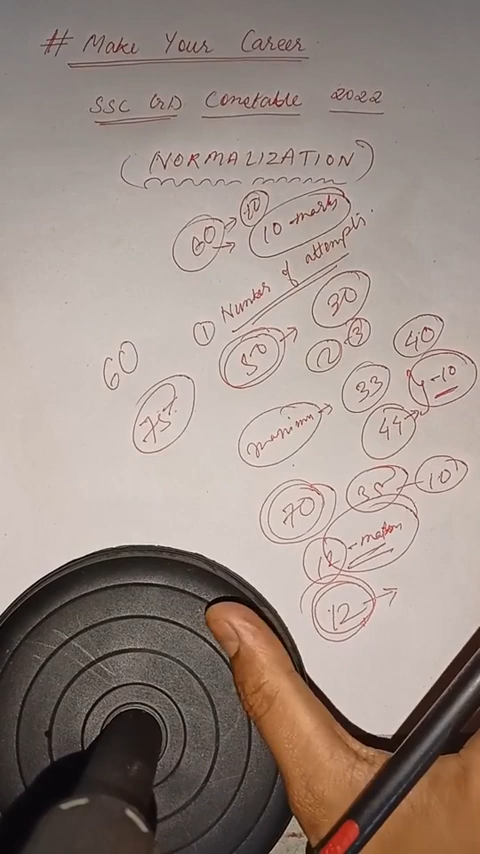 # Make Your Career
SSC GD Constable 2022
(NORMALIZATION)
60 → 10
→ 10 marks
① Number of attempts.
50 → 30
2 3
60
75%
40
maximum → 33
44 → 9-10
70 35 - 10
12 - marks
12 →